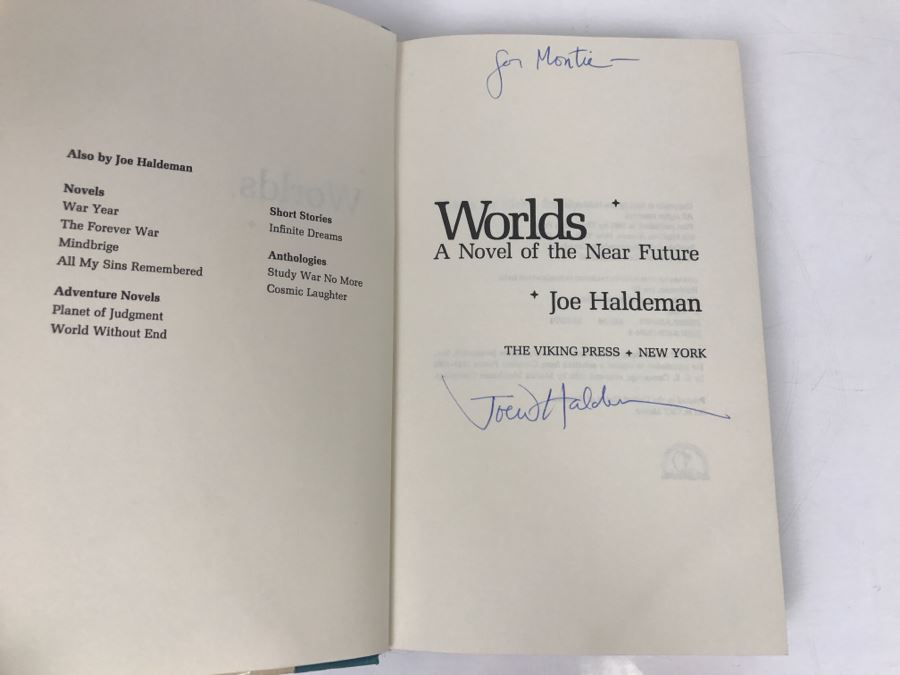 Also by Joe Haldeman
Novels
War Year
The Forever War
Mindbrige
All My Sins Remembered
Adventure Novels
Planet of Judgment
World Without End
Short Stories
Infinite Dreams
Anthologies
Study War No More
Cosmic Laughter
for Montie —
Worlds
A Novel of the Near Future
Joe Haldeman
THE VIKING PRESS ✦ NEW YORK
Joe W Haldeman